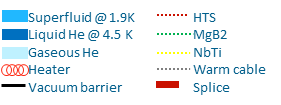 Superfluid @ 1.9K
Liquid He @ 4.5 K
Gaseous He
Heater
Vacuum barrier
HTS
MgB2
NbTi
Warm cable
Splice